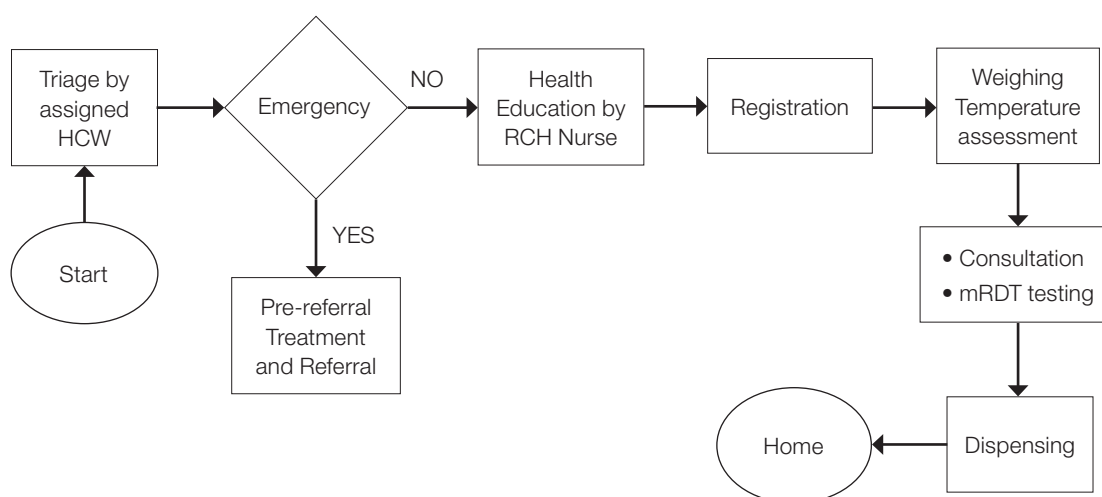 Triage by
assigned
HCW
Emergency
NO
Health
Education by
RCH Nurse
Registration
Weighing
Temperature
assessment
Start
YES
Pre-referral
Treatment
and Referral
• Consultation
• mRDT testing
Home
Dispensing